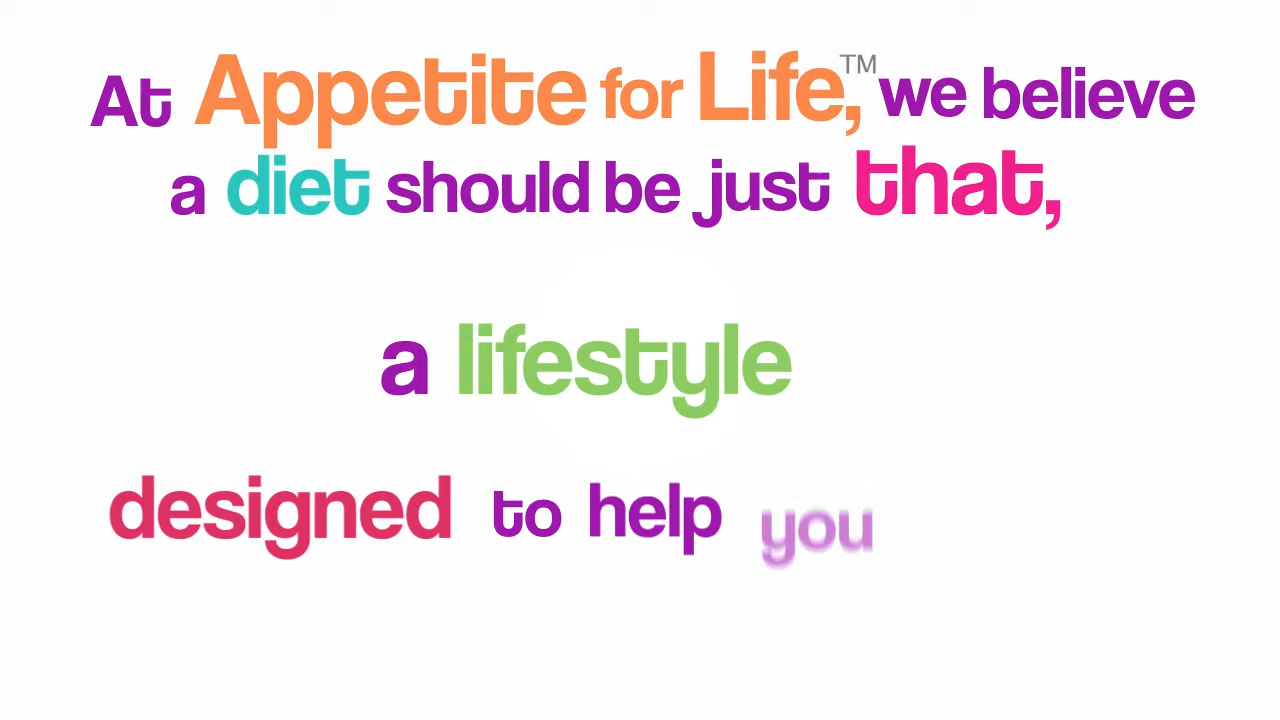 At Appetite for Life,™ we believe
a diet should be just that,
a lifestyle
designed to help you